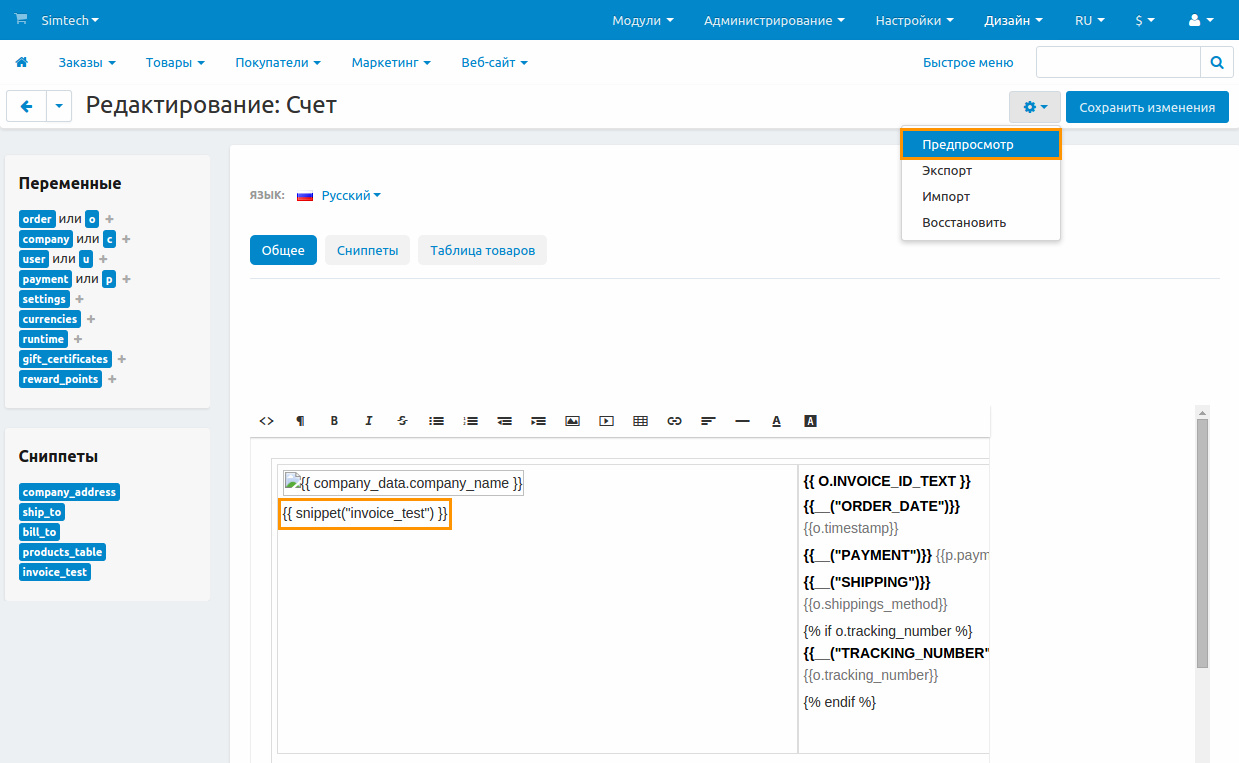 Simtech Модули Администрирование Настройки Дизайн RU $
Заказы Товары Покупатели Маркетинг Веб-сайт Быстрое меню
Редактирование: Счет Сохранить изменения
Предпросмотр
Экспорт
Импорт
Восстановить
Переменные
order или o +
company или c +
user или u +
payment или p +
settings +
currencies +
runtime +
gift_certificates +
reward_points +
Сниппеты
company_address
ship_to
bill_to
products_table
invoice_test
ЯЗЫК: Русский
Общее Сниппеты Таблица товаров
{{ company_data.company_name }}
{{ snippet("invoice_test") }}
{{ O.INVOICE_ID_TEXT }}
{{__("ORDER_DATE")}}
{{o.timestamp}}
{{__("PAYMENT")}} {{p.paym
{{__("SHIPPING")}}
{{o.shippings_method}}
{% if o.tracking_number %}
{{__("TRACKING_NUMBER"
{{o.tracking_number}}
{% endif %}